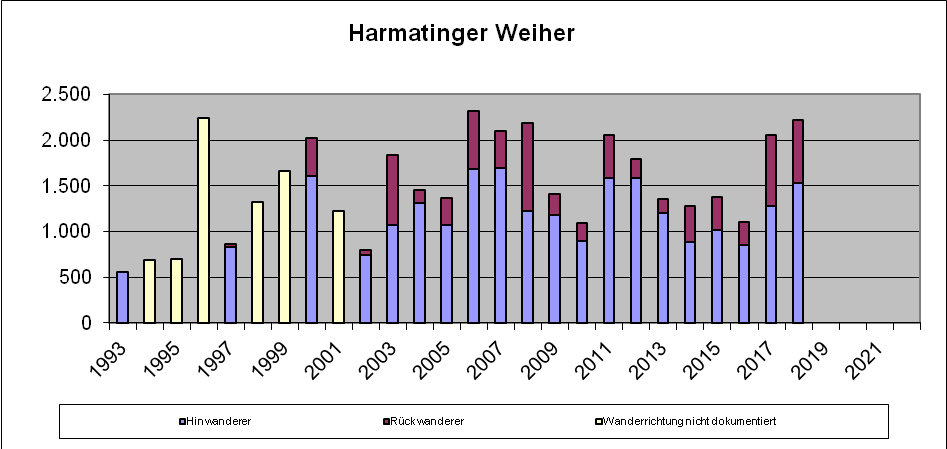 Harmatinger Weiher
2.500
2.000
1.500
1.000
500
0
1993 1995 1997 1999 2001 2003 2005 2007 2009 2011 2013 2015 2017 2019 2021
Hinwanderer Rückwanderer Wanderrichtung nicht dokumentiert